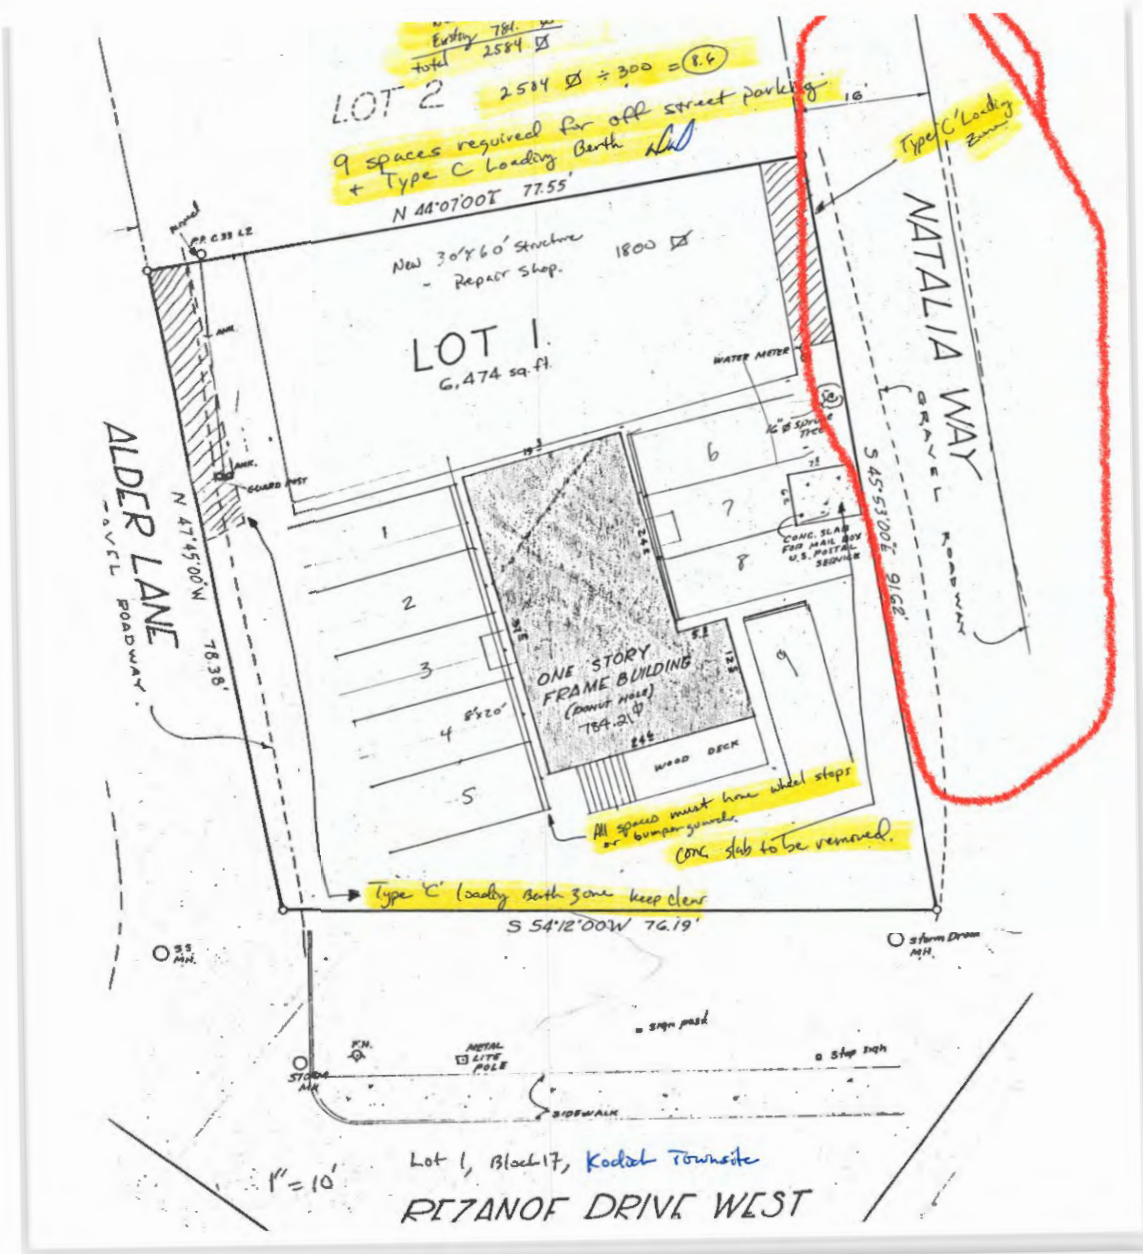 Existing 784.
total 2584
LOT 2
2584 ÷ 300 = 8.6
9 spaces required for off street parking
+ Type C Loading Berth
16'
Type 'C' Loading
Zone
N 44°07'00"E 77.55'
P.P. C 33 L2
New 30'x60' Structure 1800
- Repair Shop.
LOT 1
6,474 sq.ft.
NATALIA WAY
GRAVEL ROADWAY
WATER METER
16"Ø Spruce
Tree
ANK.
ANK.
GUARD POST
ALDER LANE
GRAVEL ROADWAY
N 47°45'00"W 78.38'
S 45°53'00"E 91.62'
1
2
3
4
5
8'x20'
6
7
8
9
CONC. SLAB
FOR MAIL BOX
U.S. POSTAL
SERVICE
ONE STORY
FRAME BUILDING
(DONUT HOLE)
784.2
WOOD DECK
All spaces must have wheel stops
or bumper guards.
Conc. slab to be removed.
Type 'C' loading Berth zone keep clear
S 54°12'00"W 76.19'
S.S.
M.H.
Storm Drain
M.H.
Sign post
Stop sign
F.H.
METAL
LITE
POLE
STORM
M.H.
SIDEWALK
1" = 10'
Lot 1, Block 17, Kodiak Townsite
REZANOF DRIVE WEST